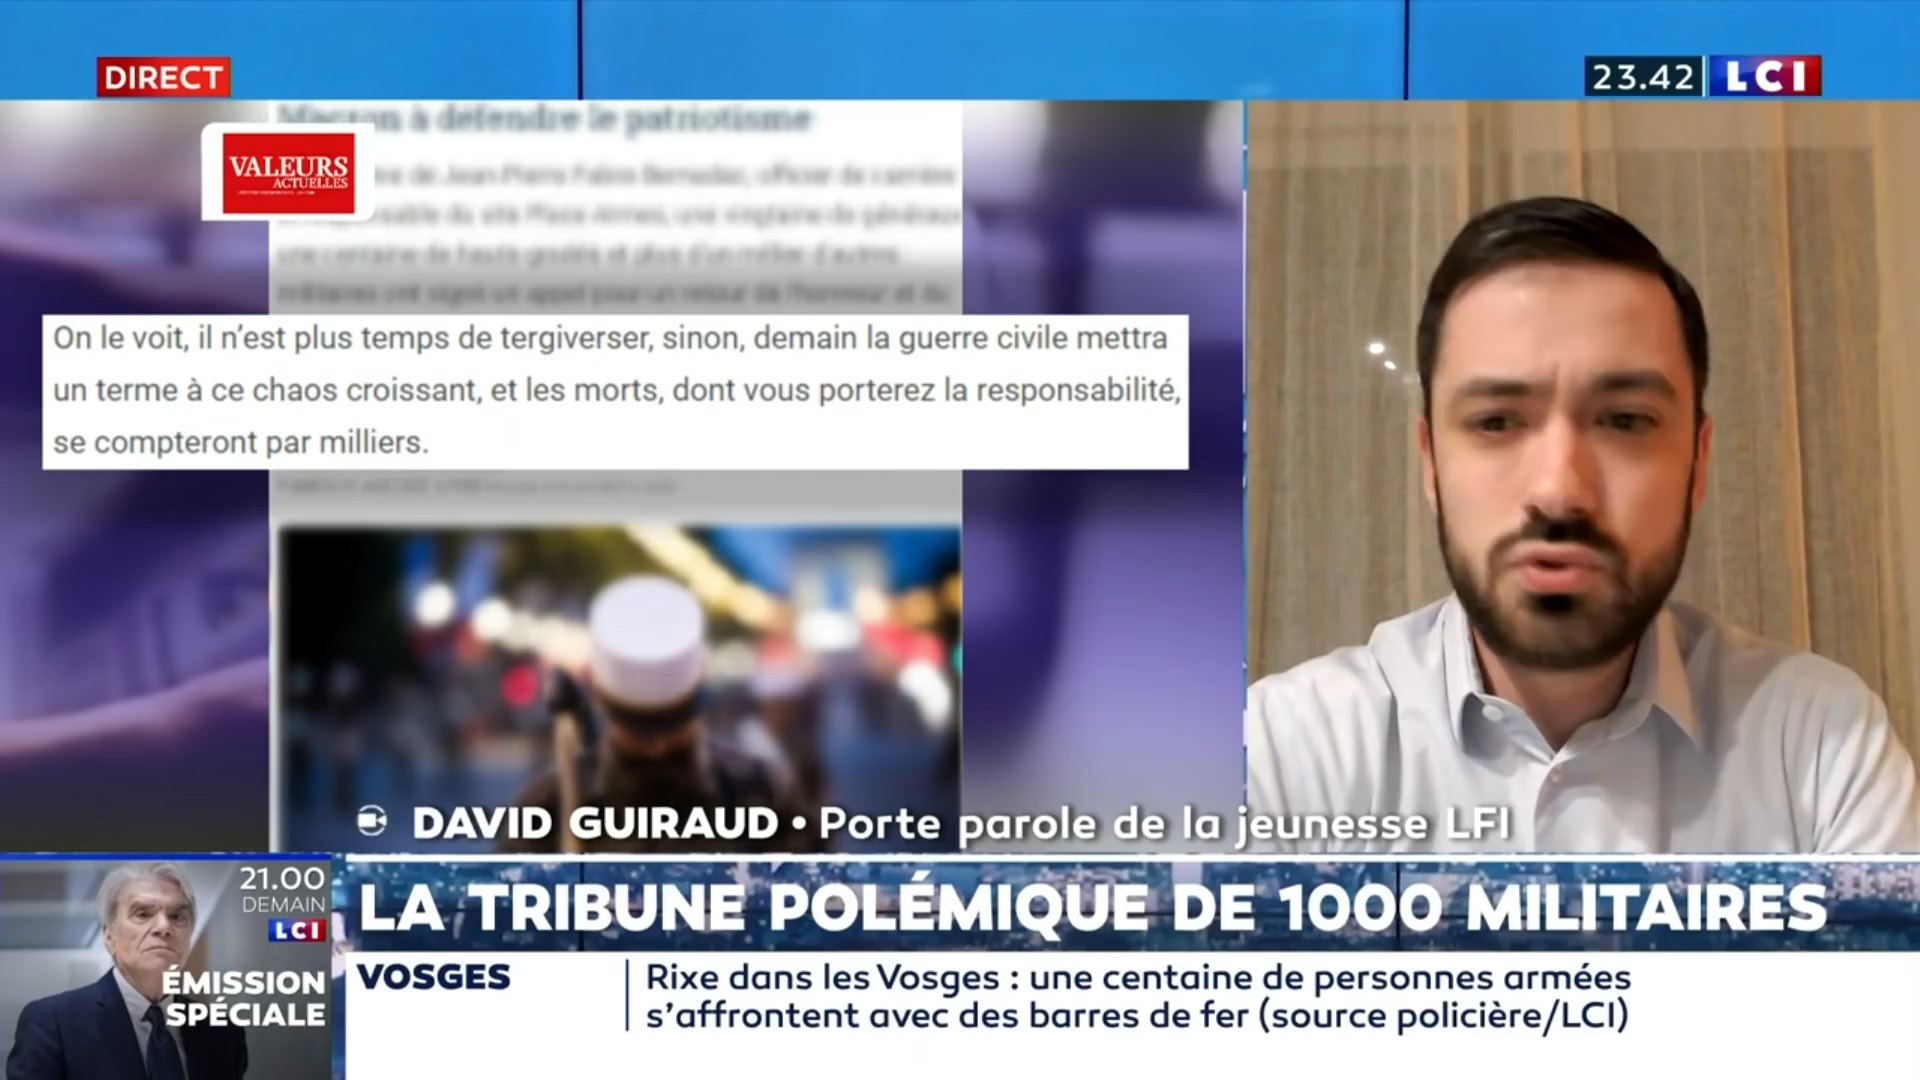 DIRECT
23.42
LCI
Macron à défendre le patriotisme
VALEURS
ACTUELLES
On le voit, il n’est plus temps de tergiverser, sinon, demain la guerre civile mettra
un terme à ce chaos croissant, et les morts, dont vous porterez la responsabilité,
se compteront par milliers.
DAVID GUIRAUD • Porte parole de la jeunesse LFI
21.00
DEMAIN
LCI
ÉMISSION
SPÉCIALE
LA TRIBUNE POLÉMIQUE DE 1000 MILITAIRES
VOSGES
Rixe dans les Vosges : une centaine de personnes armées
s’affrontent avec des barres de fer (source policière/LCI)